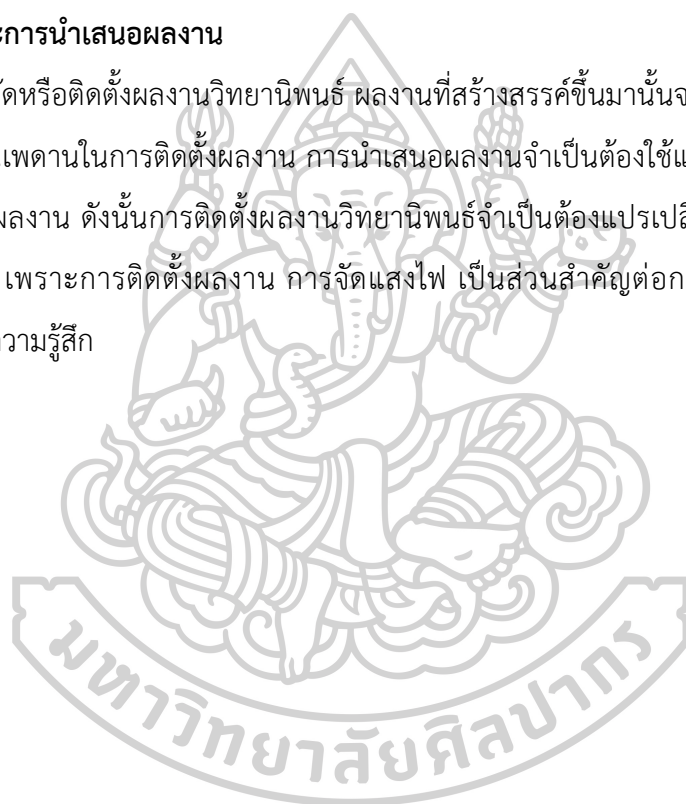 ะการนำเสนอผลงาน
ัดหรือติดตั้งผลงานวิทยานิพนธ์ ผลงานที่สร้างสรรค์ขึ้นมานั้นจ
เพดานในการติดตั้งผลงาน การนำเสนอผลงานจำเป็นต้องใช้แ
ผลงาน ดังนั้นการติดตั้งผลงานวิทยานิพนธ์จำเป็นต้องแปรเปลี
เพราะการติดตั้งผลงาน การจัดแสงไฟ เป็นส่วนสำคัญต่อก
วามรู้สึก
มหาวิทยาลัยศิลปากร